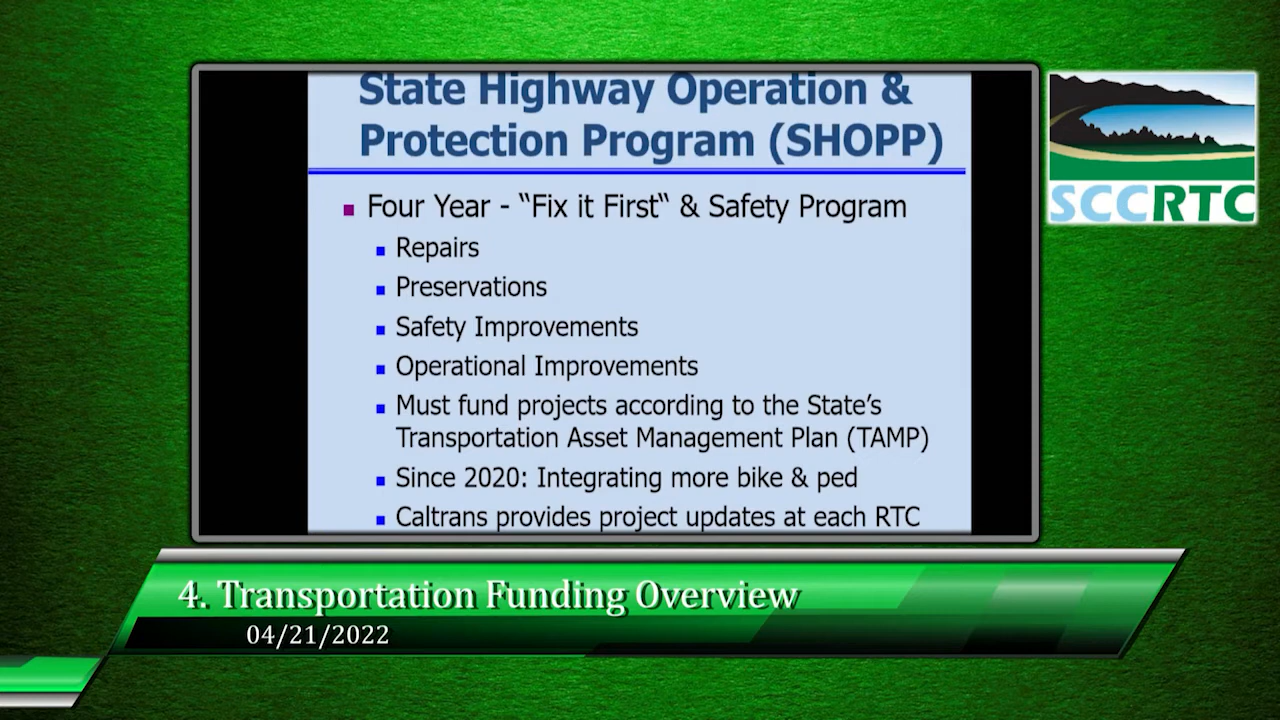 State Highway Operation &
Protection Program (SHOPP)
Four Year - “Fix it First“ & Safety Program
Repairs
Preservations
Safety Improvements
Operational Improvements
Must fund projects according to the State’s
Transportation Asset Management Plan (TAMP)
Since 2020: Integrating more bike & ped
Caltrans provides project updates at each RTC
SCCRTC
4. Transportation Funding Overview
04/21/2022